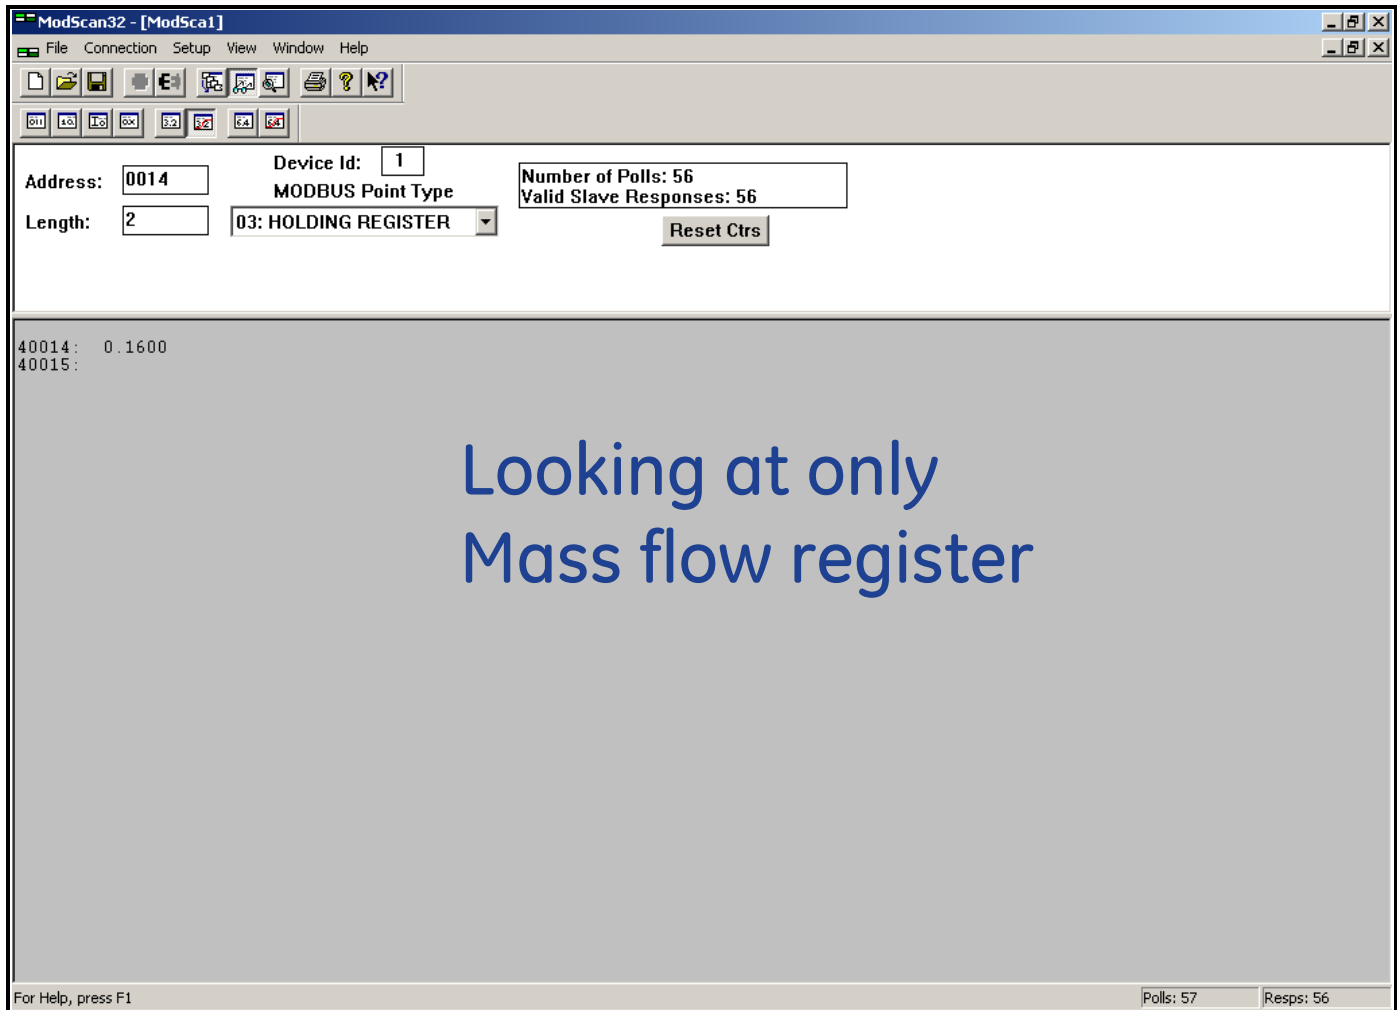 ModScan32 - [ModSca1]
File Connection Setup View Window Help
Address: 0014
Device Id: 1
MODBUS Point Type
Length: 2
03: HOLDING REGISTER
Number of Polls: 56
Valid Slave Responses: 56
Reset Ctrs
40014: 0.1600
40015:
Looking at only
Mass flow register
For Help, press F1
Polls: 57
Resps: 56